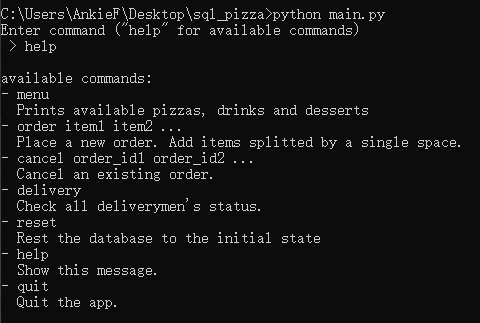 C:\Users\AnkieF\Desktop\sql_pizza>python main.py
Enter command ("help" for available commands)
 > help

available commands:
- menu
  Prints available pizzas, drinks and desserts
- order item1 item2 ...
  Place a new order. Add items splitted by a single space.
- cancel order_id1 order_id2 ...
  Cancel an existing order.
- delivery
  Check all deliverymen's status.
- reset
  Rest the database to the initial state
- help
  Show this message.
- quit
  Quit the app.